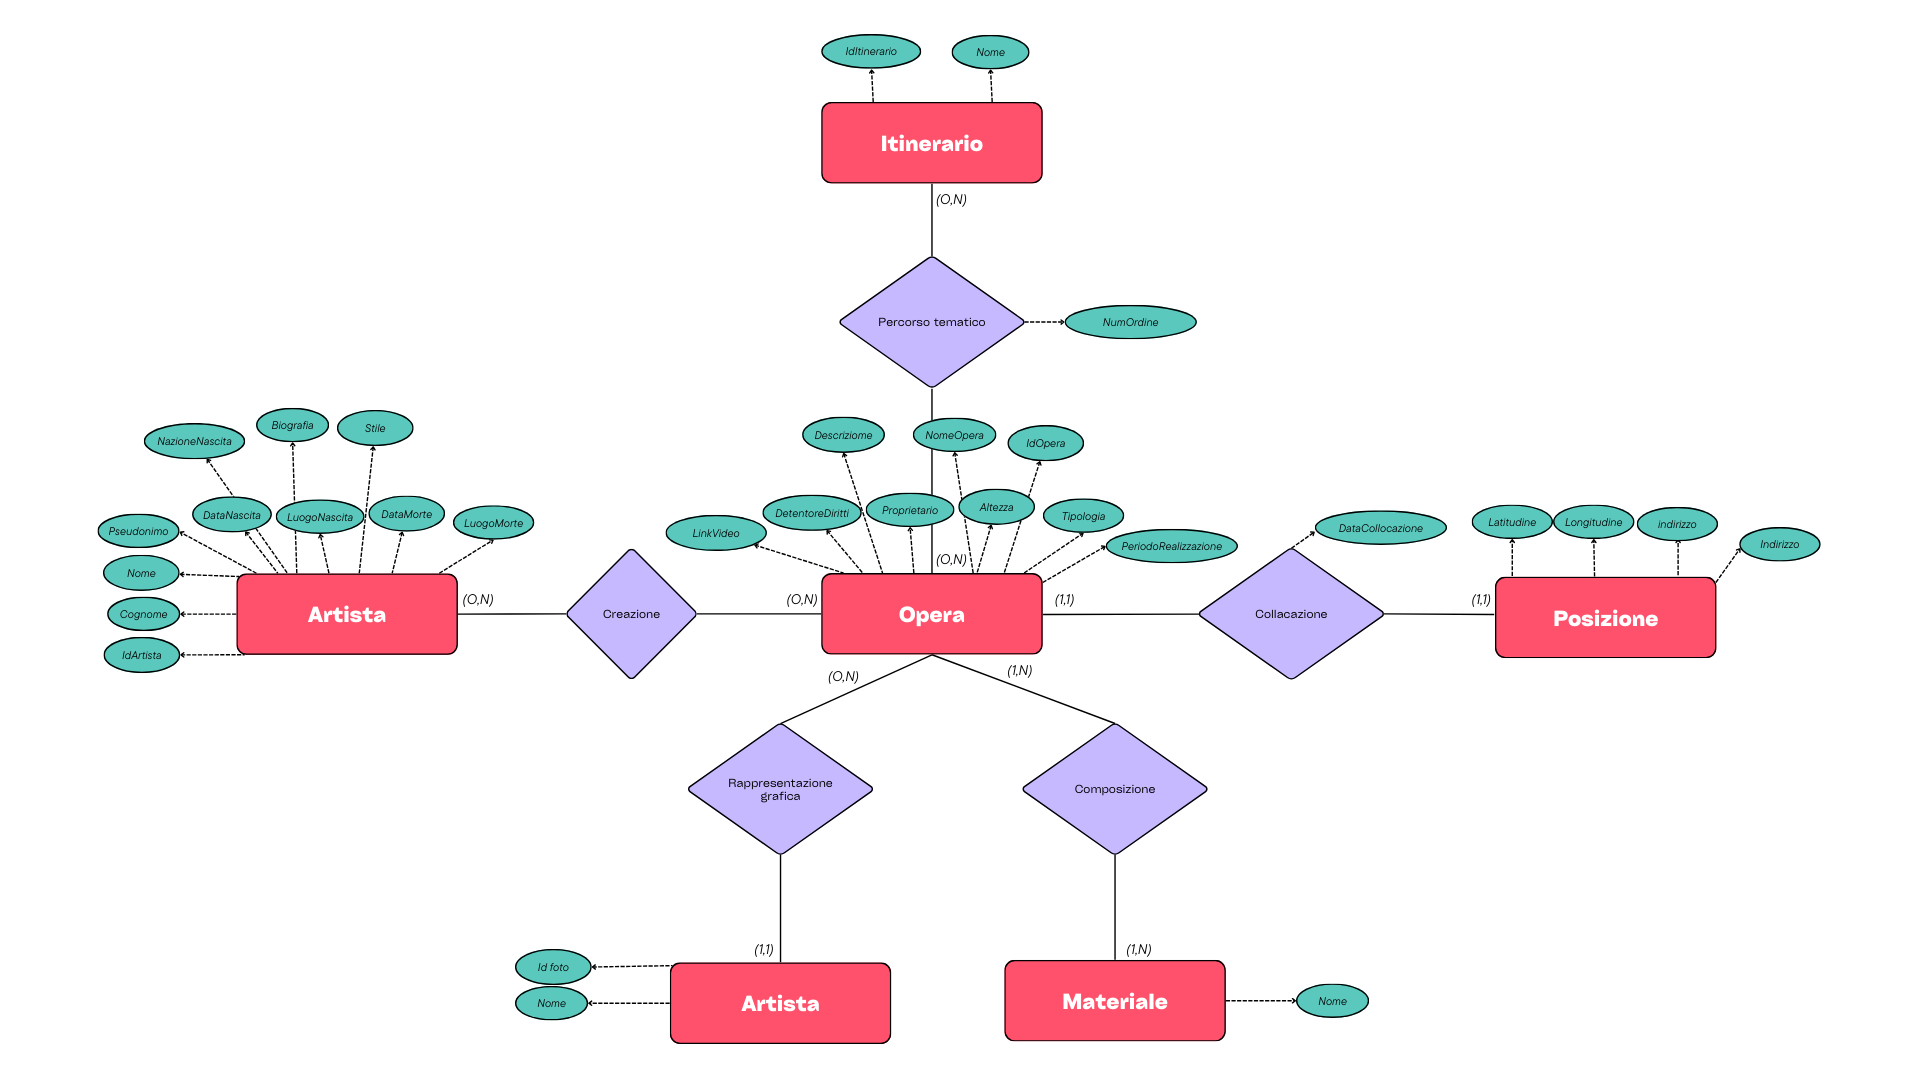 IdItinerario
Nome
Itinerario
(O,N)
Percorso tematico
NumOrdine
NazioneNascita
Biografia
Stile
Pseudonimo
DataNascita
LuogoNascita
DataMorte
LuogoMorte
Nome
Cognome
IdArtista
Artista
(O,N)
Creazione
(O,N)
Descriziome
NomeOpera
IdOpera
LinkVideo
DetentoreDiritti
Proprietario
Altezza
Tipologia
PeriodoRealizzazione
(O,N)
Opera
(1,1)
DataCollocazione
Collacazione
(1,1)
Latitudine
Longitudine
indirizzo
Indirizzo
Posizione
(O,N)
(1,N)
Rappresentazione
grafica
Composizione
(1,1)
(1,N)
Id foto
Nome
Artista
Materiale
Nome